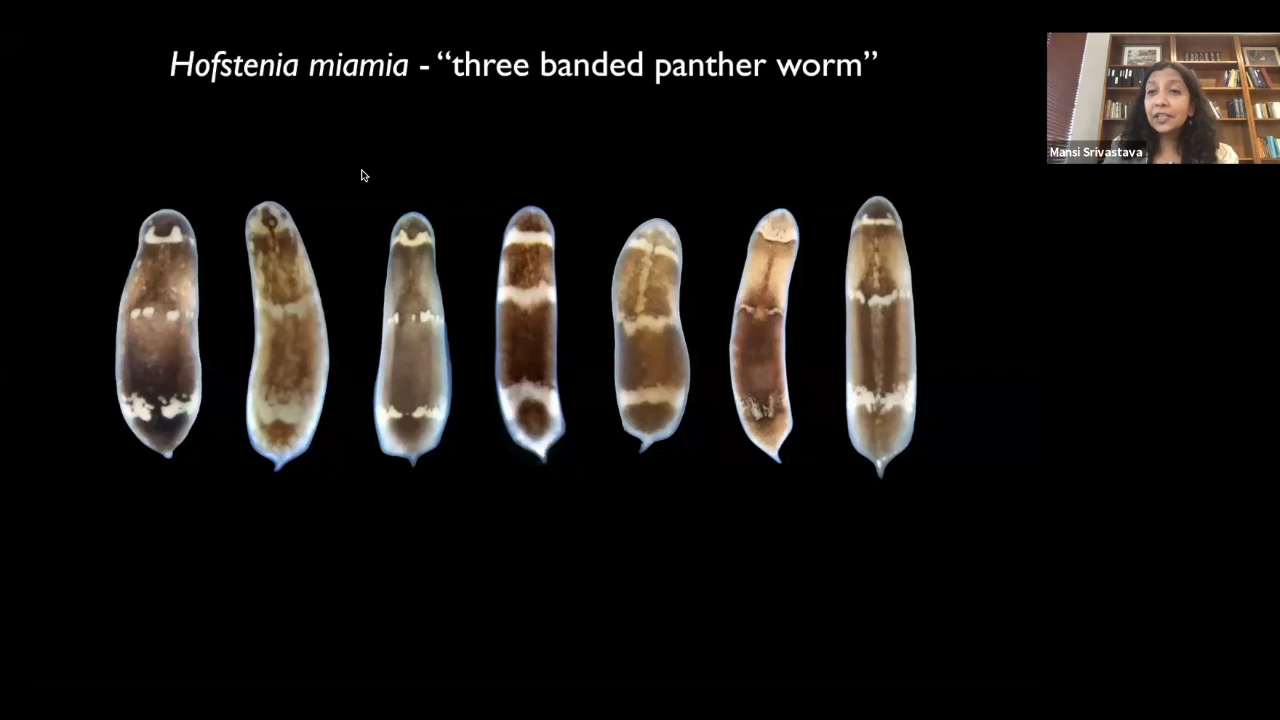 Hofstenia miamia - “three banded panther worm”
Mansi Srivastava